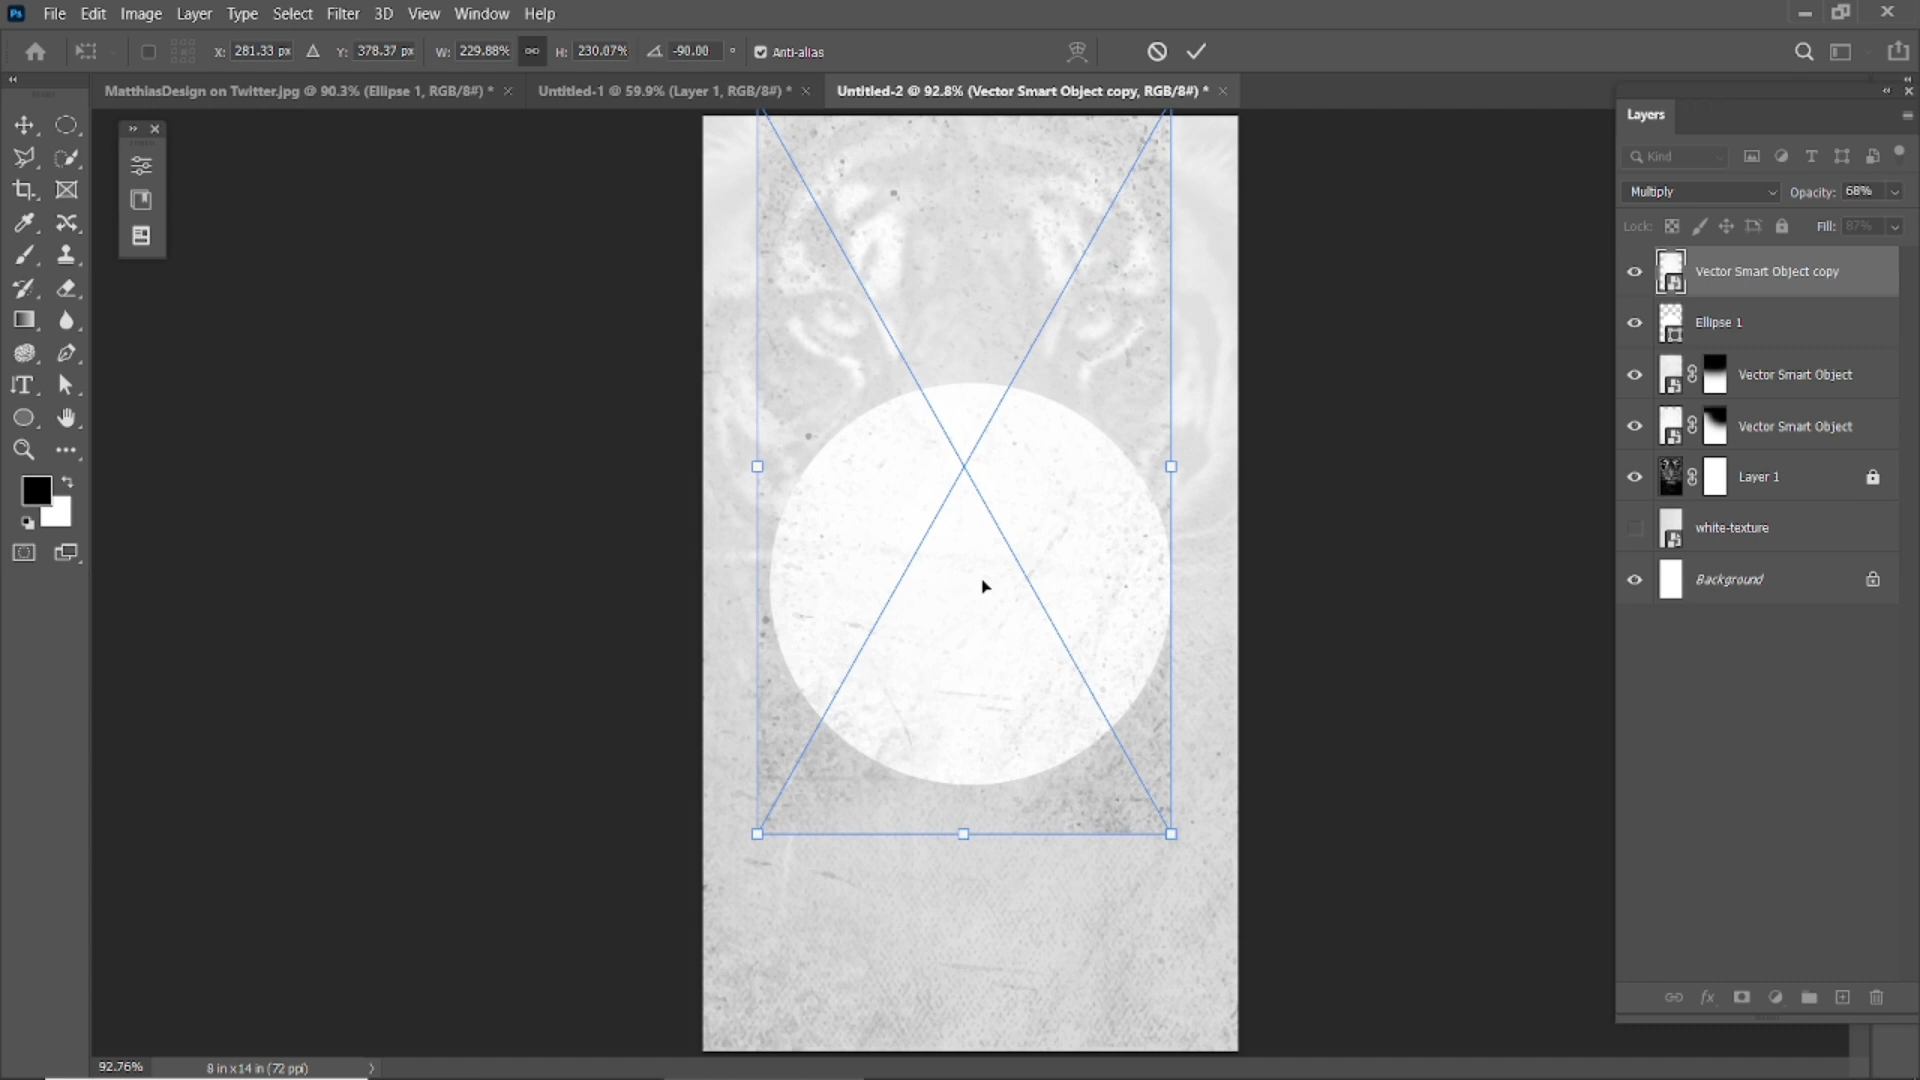 Ps File Edit Image Layer Type Select Filter 3D View Window Help
X: 281.33 px Y: 378.37 px W: 229.88% H: 230.07% -90.00 ° Anti-alias
MatthiasDesign on Twitter.jpg @ 90.3% (Ellipse 1, RGB/8#) * Untitled-1 @ 59.9% (Layer 1, RGB/8#) * Untitled-2 @ 92.8% (Vector Smart Object copy, RGB/8#) *
Layers
Kind
Multiply Opacity: 68%
Lock: Fill: 87%
Vector Smart Object copy
Ellipse 1
Vector Smart Object
Vector Smart Object
Layer 1
white-texture
Background
92.76% 8 in x 14 in (72 ppi)